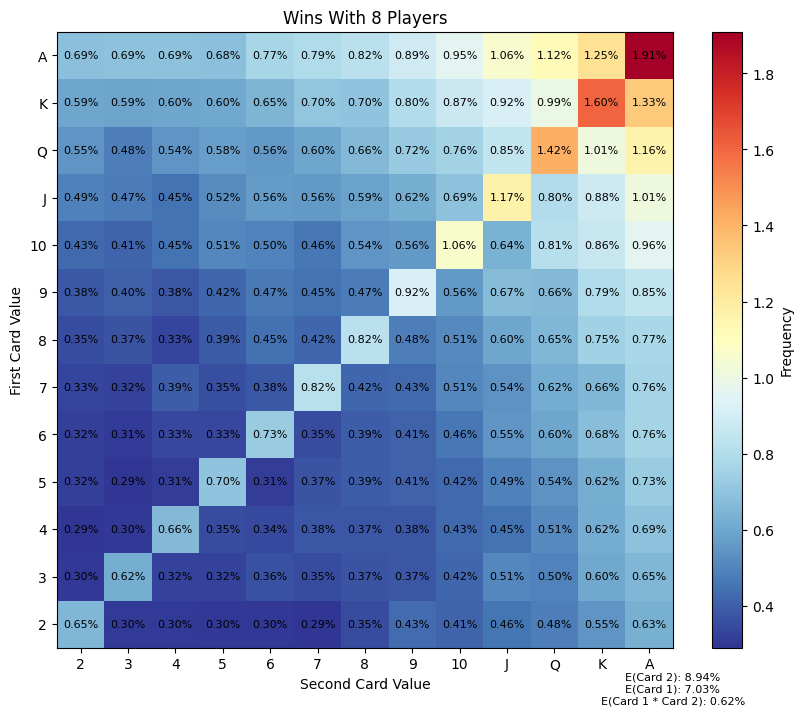 Wins With 8 Players
A 0.69% 0.69% 0.69% 0.68% 0.77% 0.79% 0.82% 0.89% 0.95% 1.06% 1.12% 1.25% 1.91%
K 0.59% 0.59% 0.60% 0.60% 0.65% 0.70% 0.70% 0.80% 0.87% 0.92% 0.99% 1.60% 1.33%
Q 0.55% 0.48% 0.54% 0.58% 0.56% 0.60% 0.66% 0.72% 0.76% 0.85% 1.42% 1.01% 1.16%
J 0.49% 0.47% 0.45% 0.52% 0.56% 0.56% 0.59% 0.62% 0.69% 1.17% 0.80% 0.88% 1.01%
10 0.43% 0.41% 0.45% 0.51% 0.50% 0.46% 0.54% 0.56% 1.06% 0.64% 0.81% 0.86% 0.96%
9 0.38% 0.40% 0.38% 0.42% 0.47% 0.45% 0.47% 0.92% 0.56% 0.67% 0.66% 0.79% 0.85%
8 0.35% 0.37% 0.33% 0.39% 0.45% 0.42% 0.82% 0.48% 0.51% 0.60% 0.65% 0.75% 0.77%
7 0.33% 0.32% 0.39% 0.35% 0.38% 0.82% 0.42% 0.43% 0.51% 0.54% 0.62% 0.66% 0.76%
6 0.32% 0.31% 0.33% 0.33% 0.73% 0.35% 0.39% 0.41% 0.46% 0.55% 0.60% 0.68% 0.76%
5 0.32% 0.29% 0.31% 0.70% 0.31% 0.37% 0.39% 0.41% 0.42% 0.49% 0.54% 0.62% 0.73%
4 0.29% 0.30% 0.66% 0.35% 0.34% 0.38% 0.37% 0.38% 0.43% 0.45% 0.51% 0.62% 0.69%
3 0.30% 0.62% 0.32% 0.32% 0.36% 0.35% 0.37% 0.37% 0.42% 0.51% 0.50% 0.60% 0.65%
2 0.65% 0.30% 0.30% 0.30% 0.30% 0.29% 0.35% 0.43% 0.41% 0.46% 0.48% 0.55% 0.63%
2 3 4 5 6 7 8 9 10 J Q K A
First Card Value
Second Card Value
1.8
1.6
1.4
1.2
1.0
0.8
0.6
0.4
Frequency
E(Card 2): 8.94%
E(Card 1): 7.03%
E(Card 1 * Card 2): 0.62%